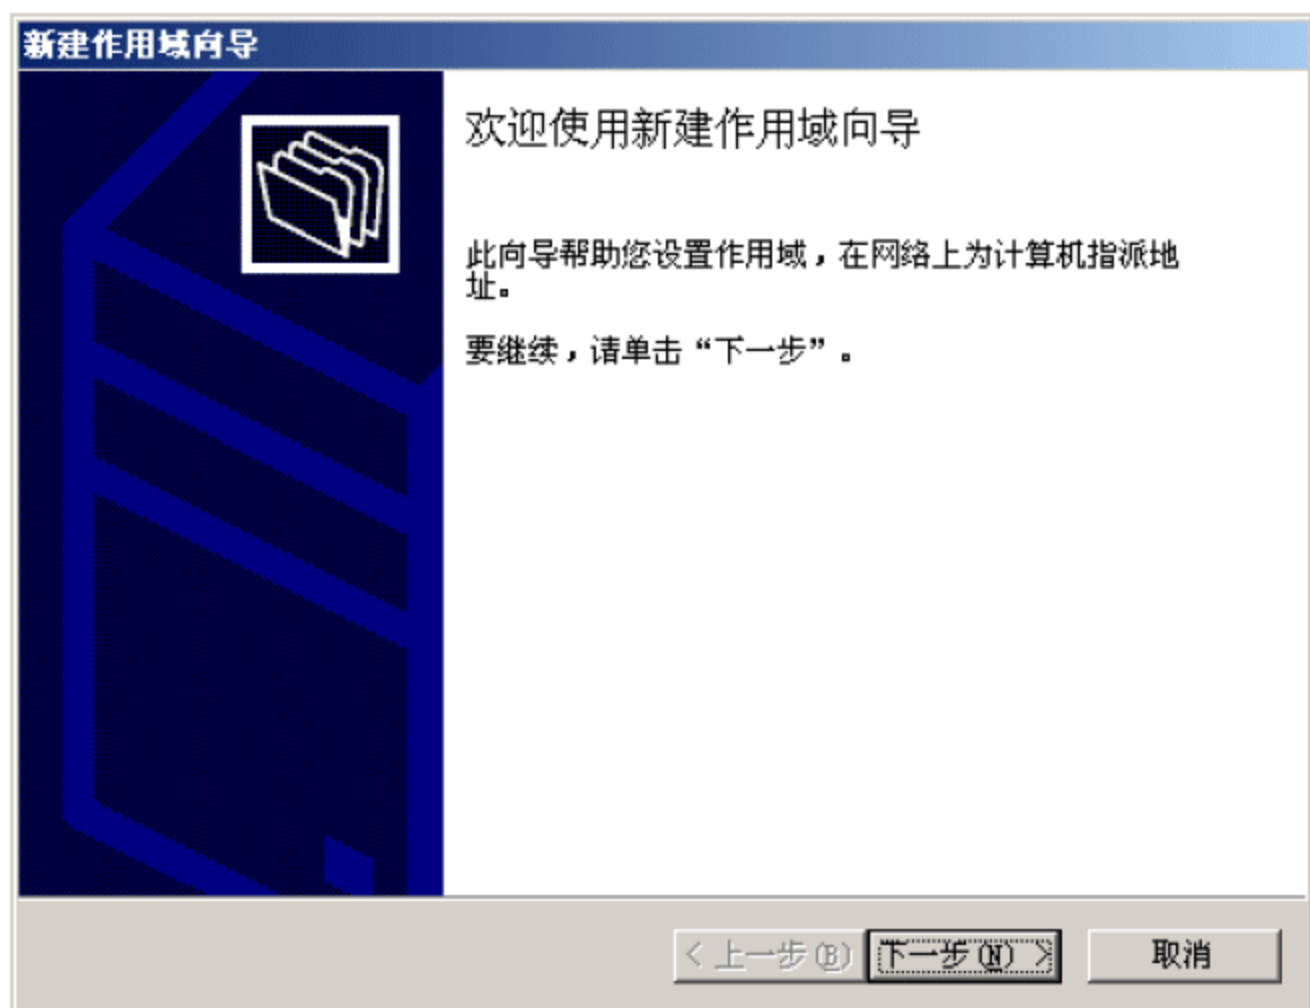 新建作用域向导
欢迎使用新建作用域向导
此向导帮助您设置作用域，在网络上为计算机指派地
址。
要继续，请单击“下一步”。
< 上一步(B) 下一步(N) > 取消